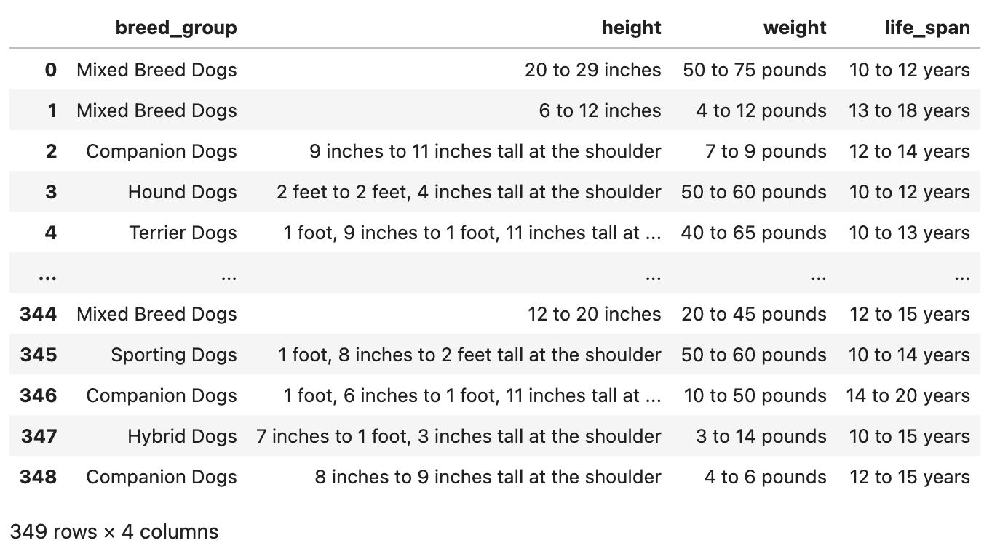 breed_group height weight life_span
0 Mixed Breed Dogs 20 to 29 inches 50 to 75 pounds 10 to 12 years
1 Mixed Breed Dogs 6 to 12 inches 4 to 12 pounds 13 to 18 years
2 Companion Dogs 9 inches to 11 inches tall at the shoulder 7 to 9 pounds 12 to 14 years
3 Hound Dogs 2 feet to 2 feet, 4 inches tall at the shoulder 50 to 60 pounds 10 to 12 years
4 Terrier Dogs 1 foot, 9 inches to 1 foot, 11 inches tall at ... 40 to 65 pounds 10 to 13 years
... ... ... ... ...
344 Mixed Breed Dogs 12 to 20 inches 20 to 45 pounds 12 to 15 years
345 Sporting Dogs 1 foot, 8 inches to 2 feet tall at the shoulder 50 to 60 pounds 10 to 14 years
346 Companion Dogs 1 foot, 6 inches to 1 foot, 11 inches tall at ... 10 to 50 pounds 14 to 20 years
347 Hybrid Dogs 7 inches to 1 foot, 3 inches tall at the shoulder 3 to 14 pounds 10 to 15 years
348 Companion Dogs 8 inches to 9 inches tall at the shoulder 4 to 6 pounds 12 to 15 years
349 rows × 4 columns